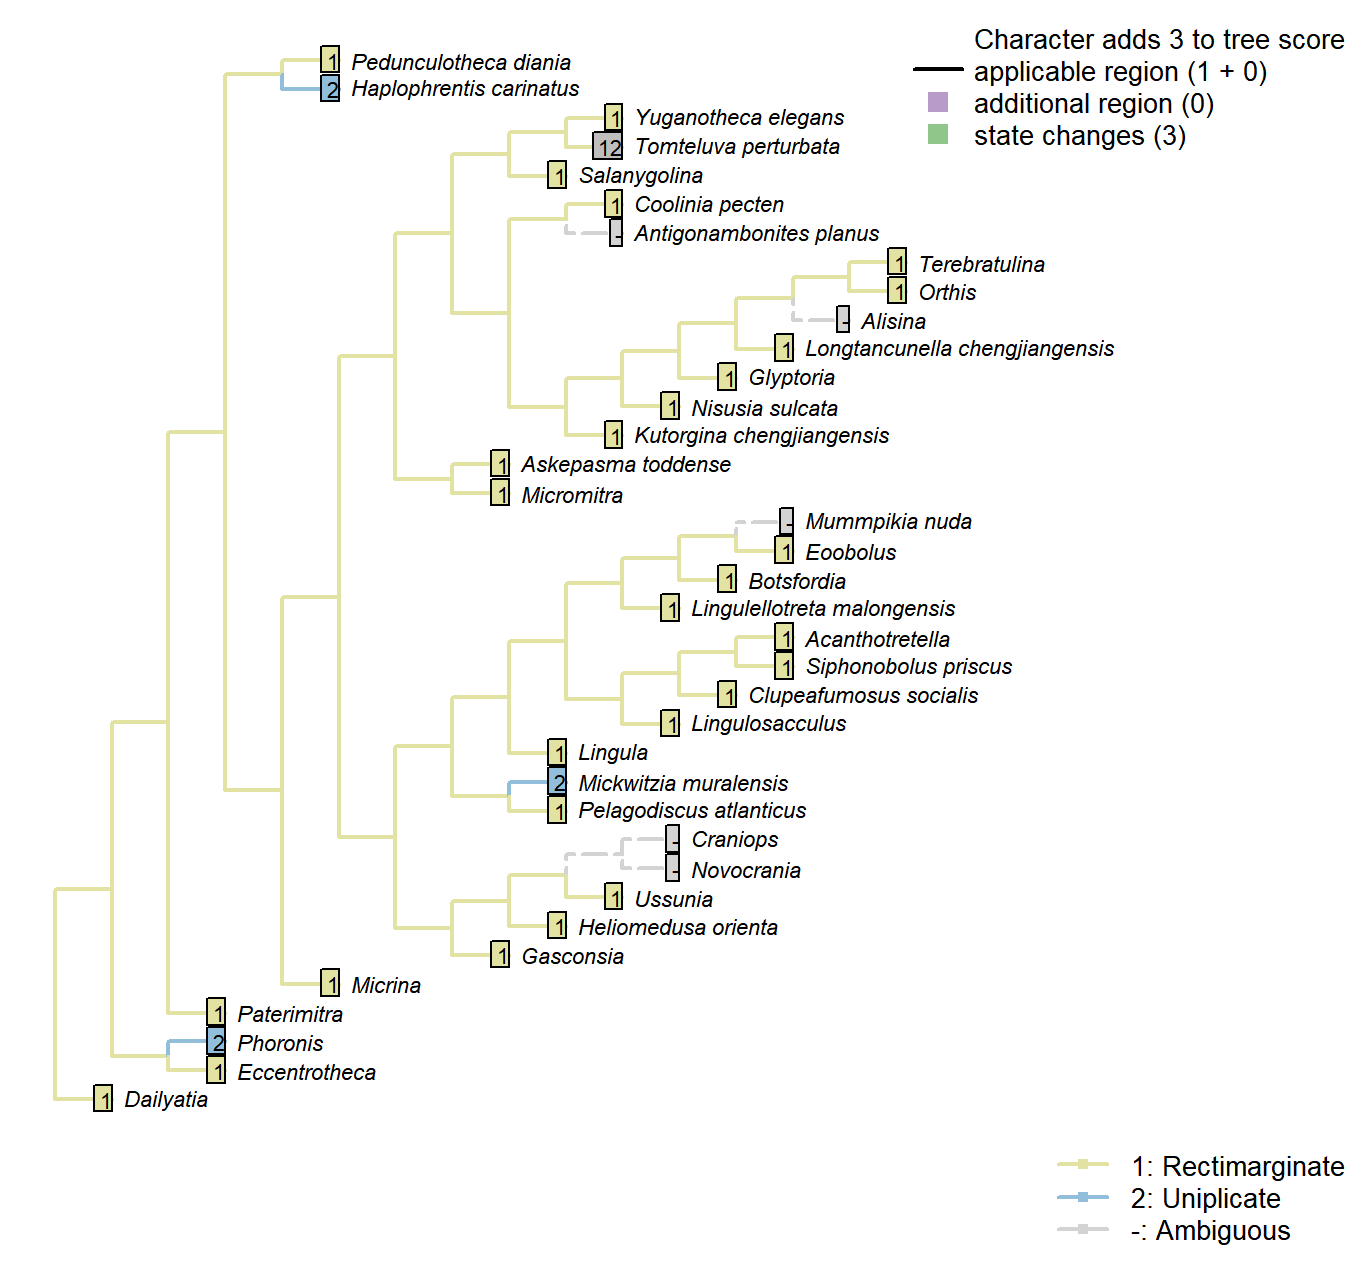 Character adds 3 to tree score
applicable region (1 + 0)
additional region (0)
state changes (3)
1 Pedunculotheca diania
2 Haplophrentis carinatus
1 Yuganotheca elegans
12 Tomteluva perturbata
1 Salanygolina
1 Coolinia pecten
- Antigonambonites planus
1 Terebratulina
1 Orthis
- Alisina
1 Longtancunella chengjiangensis
1 Glyptoria
1 Nisusia sulcata
1 Kutorgina chengjiangensis
1 Askepasma toddense
1 Micromitra
- Mummpikia nuda
1 Eoobolus
1 Botsfordia
1 Lingulellotreta malongensis
1 Acanthotretella
1 Siphonobolus priscus
1 Clupeafumosus socialis
1 Lingulosacculus
1 Lingula
2 Mickwitzia muralensis
1 Pelagodiscus atlanticus
- Craniops
- Novocrania
1 Ussunia
1 Heliomedusa orienta
1 Gasconsia
1 Micrina
1 Paterimitra
2 Phoronis
1 Eccentrotheca
1 Dailyatia
1: Rectimarginate
2: Uniplicate
-: Ambiguous